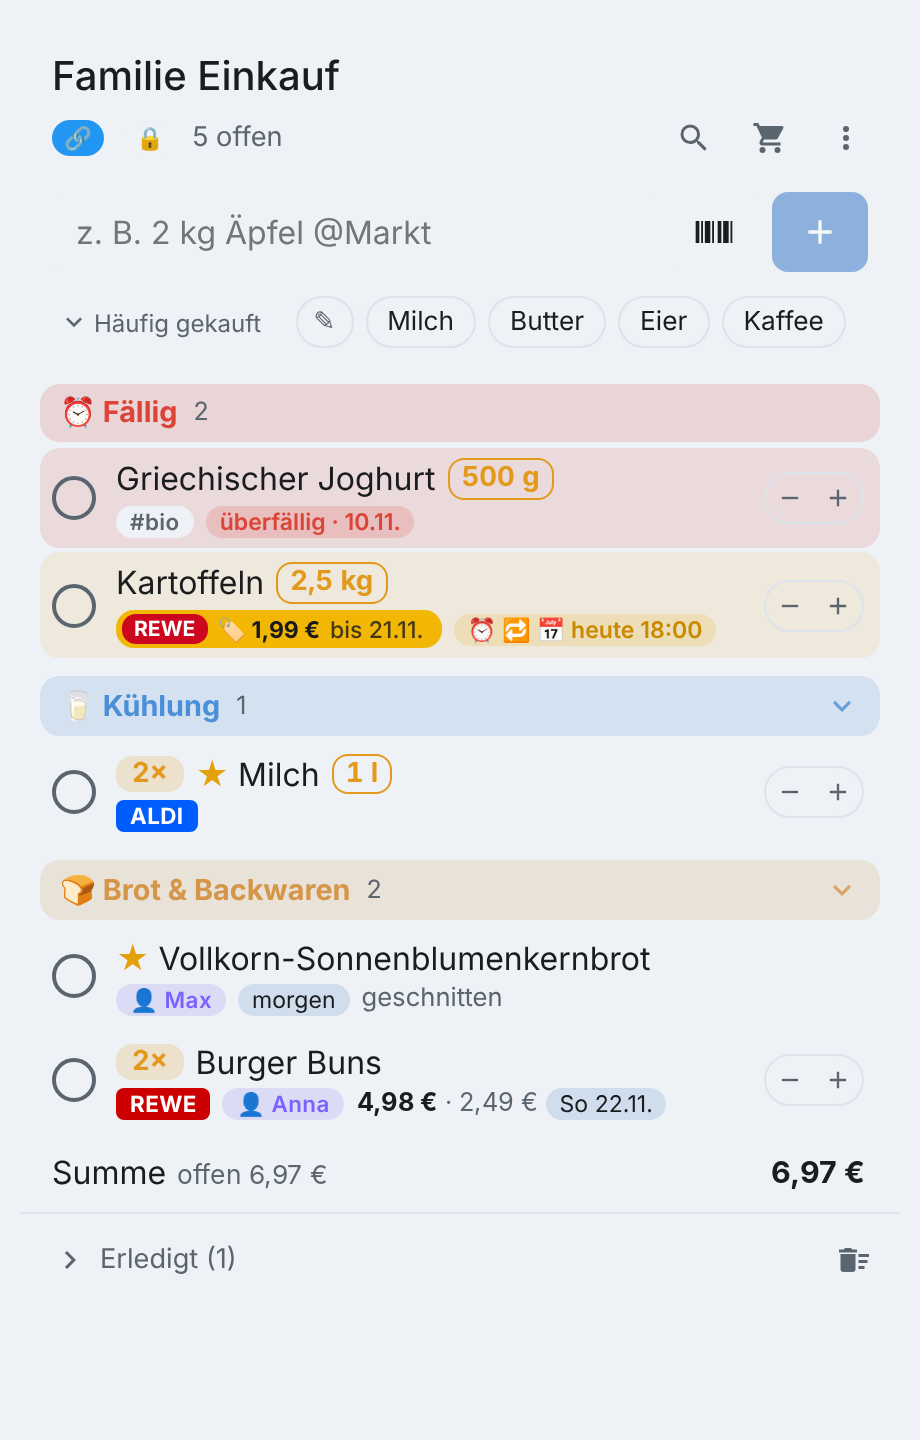 Familie Einkauf
🔗 🔒 5 offen
z. B. 2 kg Äpfel @Markt
Häufig gekauft ✎ Milch Butter Eier Kaffee
⏰ Fällig 2
Griechischer Joghurt 500 g
#bio überfällig · 10.11.
Kartoffeln 2,5 kg
REWE 🏷️ 1,99 € bis 21.11. ⏰ 🔁 📅 heute 18:00
🥛 Kühlung 1
2× ★ Milch 1 l
ALDI
🍞 Brot & Backwaren 2
★ Vollkorn-Sonnenblumenkernbrot
👤 Max morgen geschnitten
2× Burger Buns
REWE 👤 Anna 4,98 € · 2,49 € So 22.11.
Summe offen 6,97 € 6,97 €
Erledigt (1)